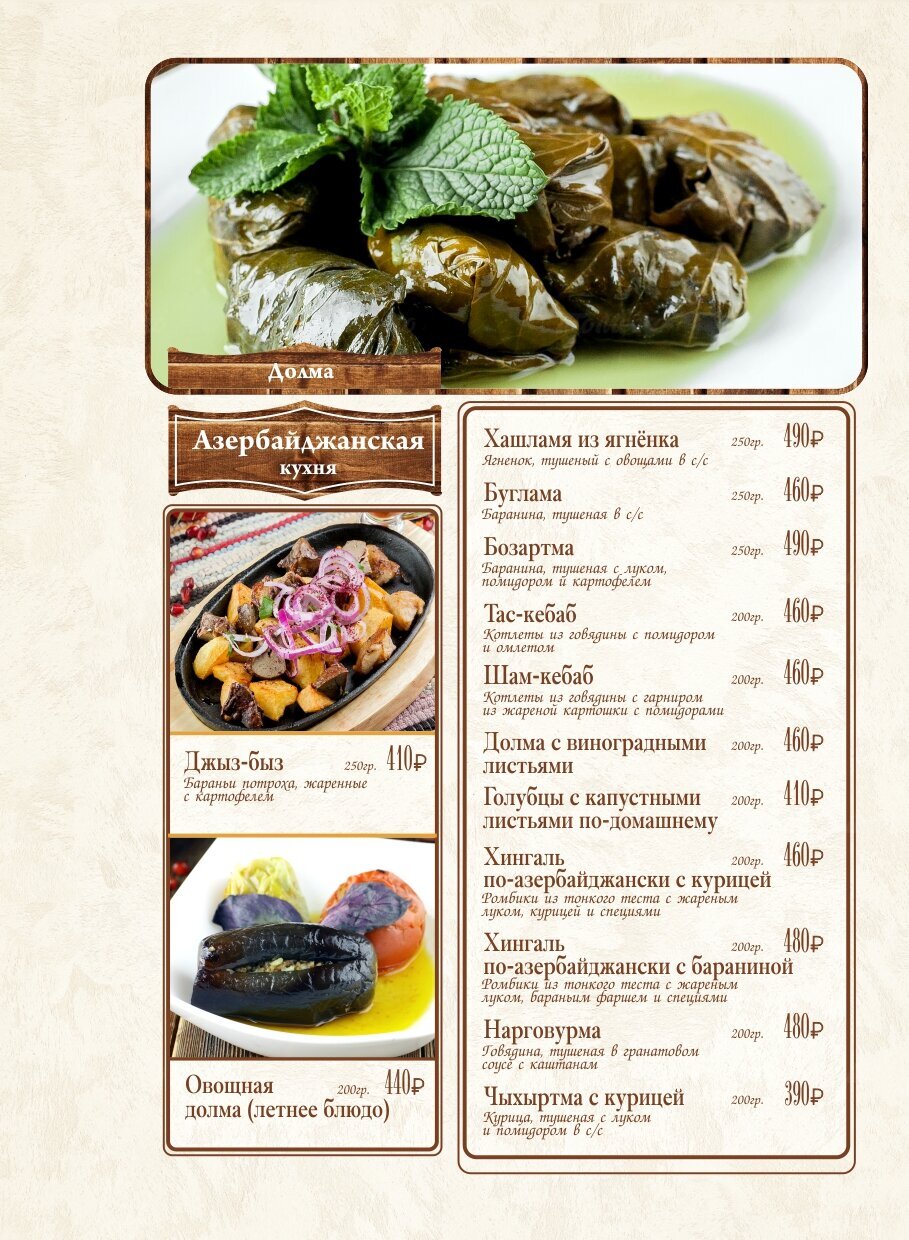 Долма
Азербайджанская
кухня
Джыз-быз 250гр. 410₽
Бараньи потроха, жаренные
с картофелем
Овощная 200гр. 440₽
долма (летнее блюдо)
Хашламя из ягнёнка 250гр. 490₽
Ягненок, тушеный с овощами в с/с
Буглама 250гр. 460₽
Баранина, тушеная в с/с
Бозартма 250гр. 490₽
Баранина, тушеная с луком,
помидором и картофелем
Тас-кебаб 200гр. 460₽
Котлеты из говядины с помидором
и омлетом
Шам-кебаб 200гр. 460₽
Котлеты из говядины с гарниром
из жареной картошки с помидорами
Долма с виноградными 200гр. 460₽
листьями
Голубцы с капустными 200гр. 410₽
листьями по-домашнему
Хингаль 200гр. 460₽
по-азербайджански с курицей
Ромбики из тонкого теста с жареным
луком, курицей и специями
Хингаль 200гр. 480₽
по-азербайджански с бараниной
Ромбики из тонкого теста с жареным
луком, бараньим фаршем и специями
Нарговурма 200гр. 480₽
Говядина, тушеная в гранатовом
соусе с каштанам
Чыхыртма с курицей 200гр. 390₽
Курица, тушеная с луком
и помидором в с/с